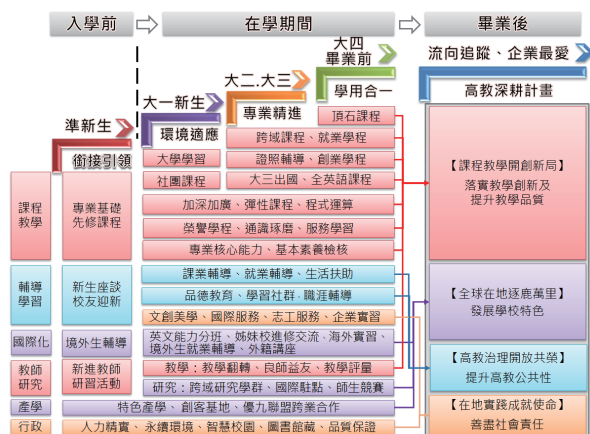 入學前
在學期間
畢業後
準新生
銜接引領
大一新生
環境適應
大二.大三
專業精進
大四
畢業前
學用合一
流向追蹤、企業最愛
高教深耕計畫
頂石課程
跨域課程、就業學程
大學學習
證照輔導、創業學程
社團課程
大三出國、全英語課程
課程
教學
專業基礎
先修課程
加深加廣、彈性課程、程式運算
榮譽學程、通識琢磨、服務學習
專業核心能力、基本素養檢核
輔導
學習
新生座談
校友迎新
課業輔導、就業輔導、生活扶助
品德教育、學習社群、職涯輔導
文創美學、國際服務、志工服務、企業實習
國際化
境外生輔導
英文能力分班、姊妹校進修交流、海外實習、
境外生就業輔導、外籍講座
教師
研究
新進教師
研習活動
教學：教學翻轉、良師益友、教學評量
研究：跨域研究學群、國際駐點、師生競賽
產學
特色產學、創客基地、優九聯盟跨業合作
行政
人力精實、永續環境、智慧校園、圖書館藏、品質保證
【課程教學開創新局】
落實教學創新及
提升教學品質
【全球在地逐鹿萬里】
發展學校特色
【高教治理開放共榮】
提升高教公共性
【在地實踐成就使命】
善盡社會責任